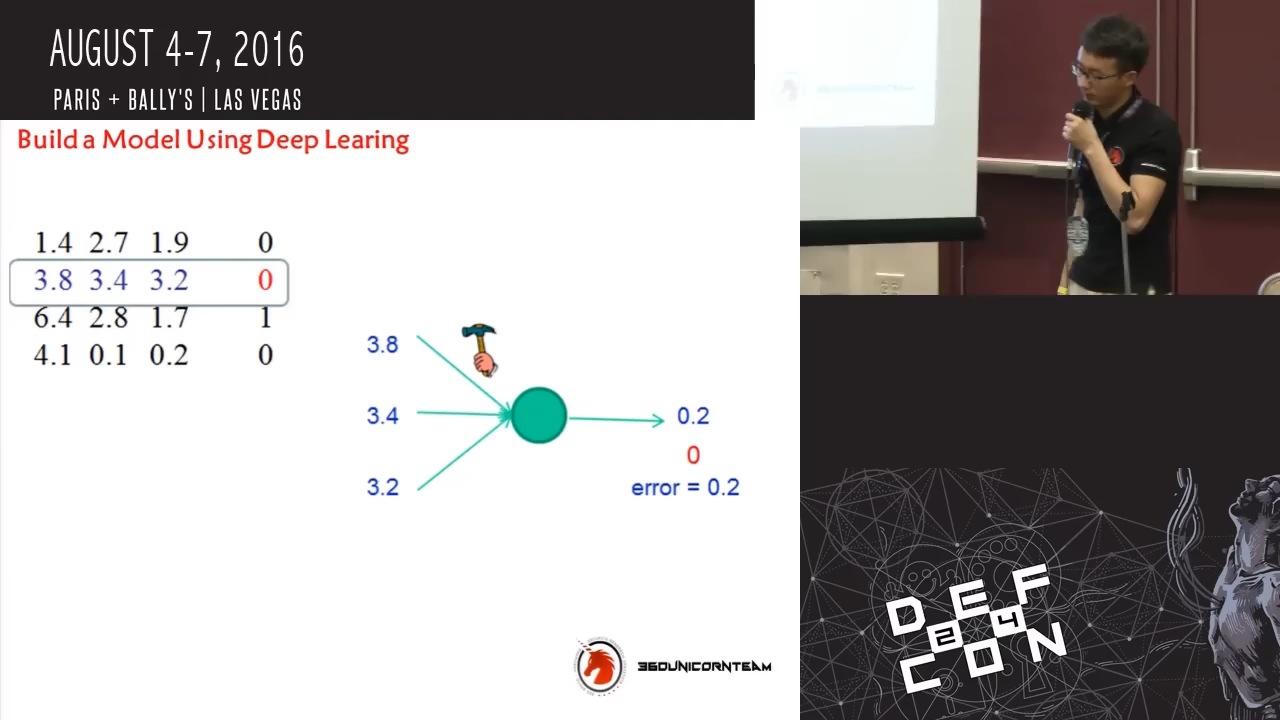 AUGUST 4-7, 2016
PARIS + BALLY'S | LAS VEGAS
Build a Model Using Deep Learing
1.4 2.7 1.9 0
3.8 3.4 3.2 0
6.4 2.8 1.7 1
4.1 0.1 0.2 0
3.8
3.4
3.2
0.2
0
error = 0.2
360UNICORNTEAM
DEF
24
CON